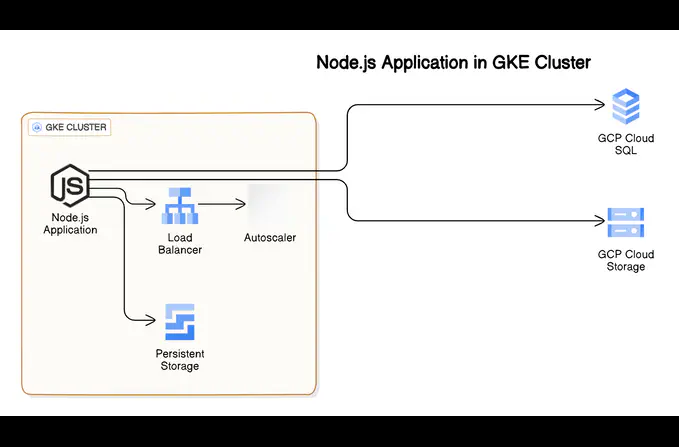 Node.js Application in GKE Cluster
GKE CLUSTER
GCP Cloud
SQL
JS
Node.js
Application
Load
Balancer
Autoscaler
GCP Cloud
Storage
Persistent
Storage